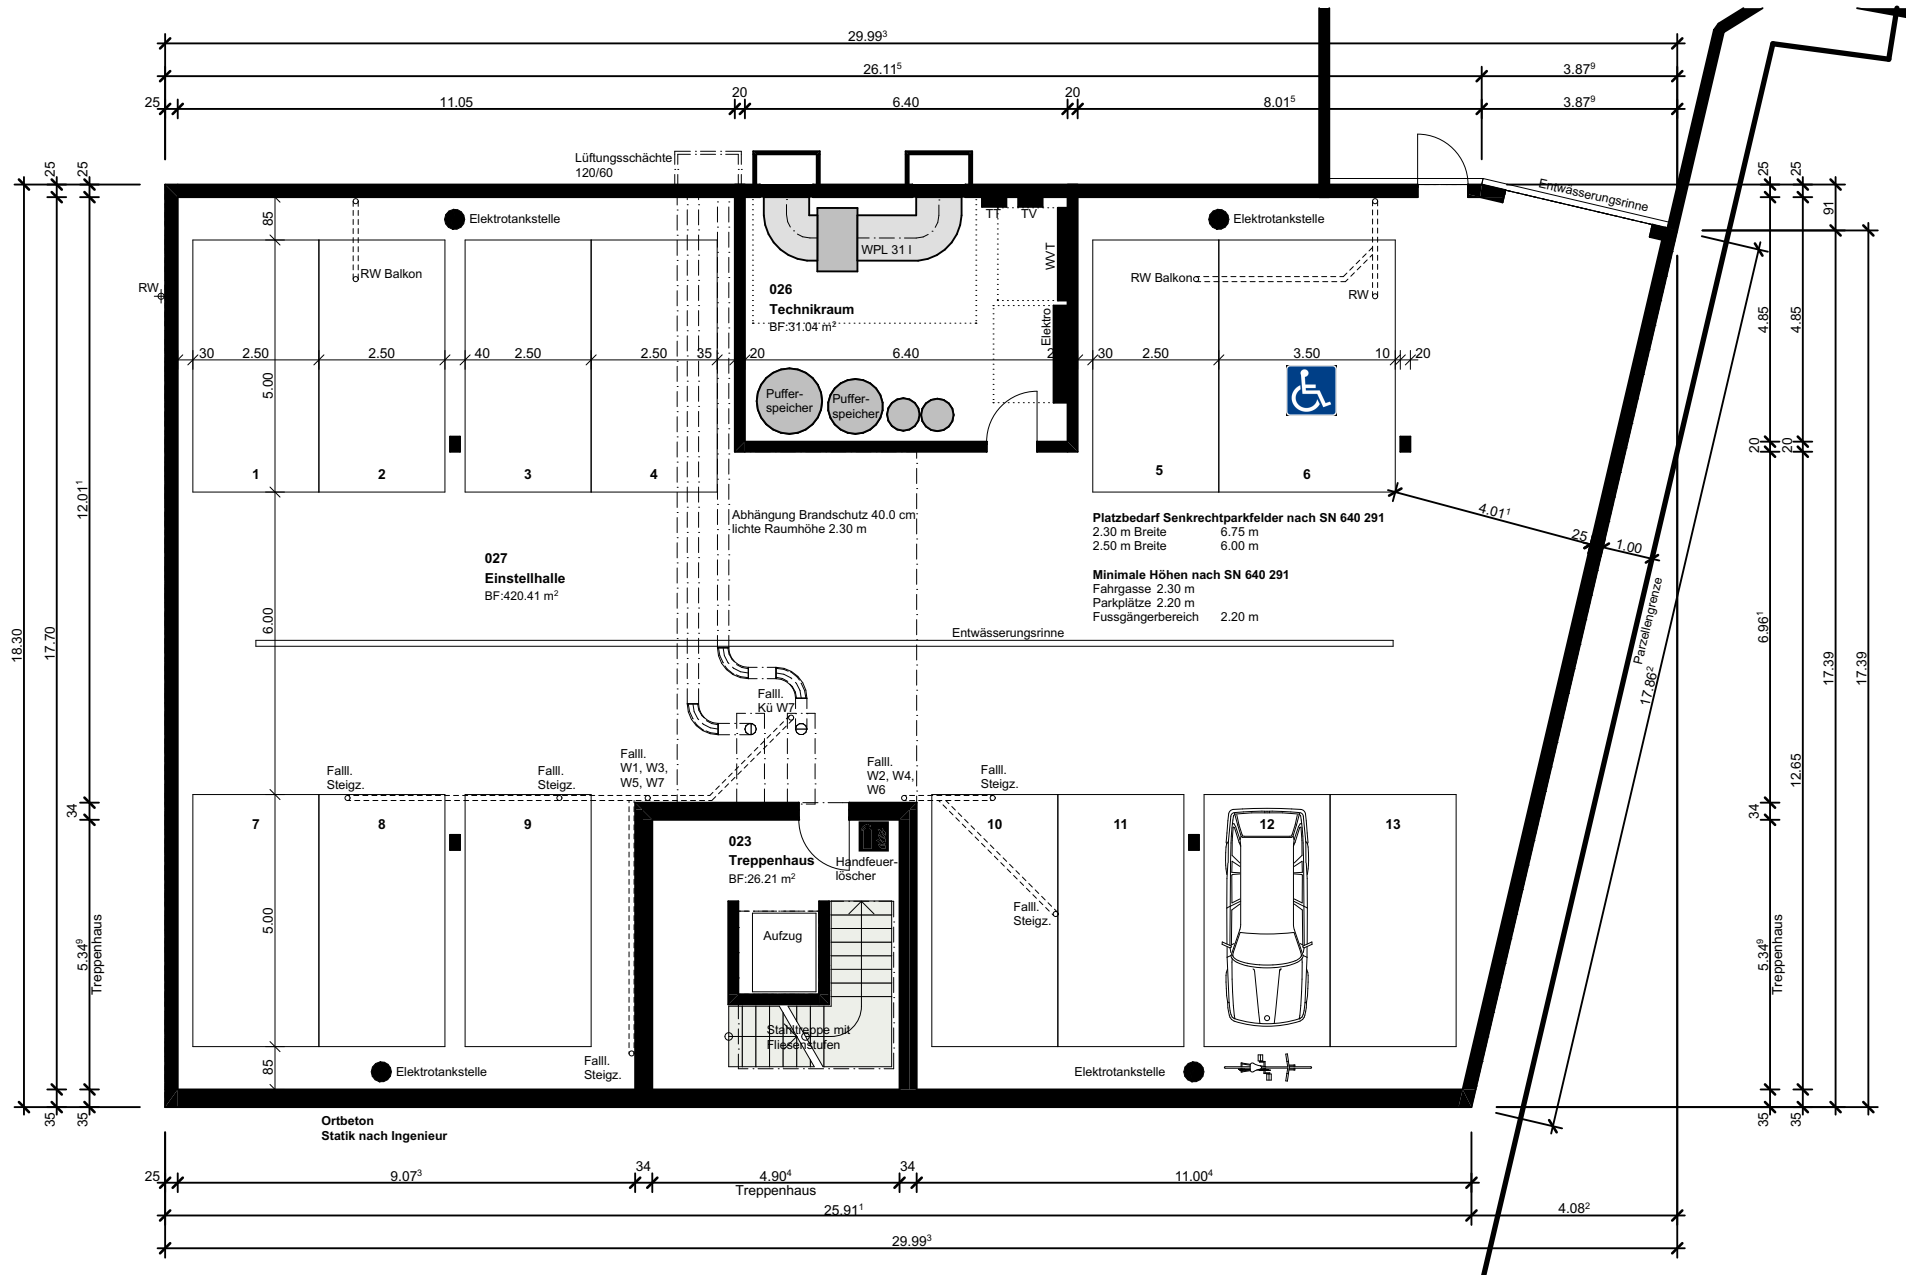 29.99³
26.11⁵
3.87⁹
25
11.05
20
6.40
20
8.01⁵
3.87⁹
Lüftungsschächte
120/60
Elektrotankstelle
TT
TV
Elektrotankstelle
Entwässerungsrinne
WPL 31 I
WVT
RW Balkon
RW Balkon
RW
RW
026
Technikraum
BF:31.04 m²
Elektro
30
2.50
2.50
40
2.50
2.50
35
20
6.40
2
30
2.50
3.50
10
20
Puffer-
speicher
Puffer-
speicher
1
2
3
4
5
6
Abhängung Brandschutz 40.0 cm
lichte Raumhöhe 2.30 m
Platzbedarf Senkrechtparkfelder nach SN 640 291
2.30 m Breite 6.75 m
2.50 m Breite 6.00 m
4.01¹
25
1.00
027
Einstellhalle
BF:420.41 m²
Minimale Höhen nach SN 640 291
Fahrgasse 2.30 m
Parkplätze 2.20 m
Fussgängerbereich 2.20 m
Parzellengrenze
17.86²
Entwässerungsrinne
Falll.
Kü W7
Falll.
Steigz.
Falll.
Steigz.
Falll.
W1, W3,
W5, W7
Falll.
W2, W4,
W6
Falll.
Steigz.
7
8
9
10
11
12
13
023
Treppenhaus
BF:26.21 m²
Handfeuer-
löscher
Falll.
Steigz.
Aufzug
Stahltreppe mit
Fliesenstufen
Falll.
Steigz.
Elektrotankstelle
Elektrotankstelle
Ortbeton
Statik nach Ingenieur
85
5.00
6.00
5.00
85
18.30
25
17.70
35
25
12.01¹
34
5.34⁹
Treppenhaus
35
25
4.85
20
6.96¹
34
5.34⁹
Treppenhaus
35
25
4.85
20
12.65
35
91
17.39
17.39
25
9.07³
34
4.90⁴
Treppenhaus
34
11.00⁴
25.91¹
4.08²
29.99³